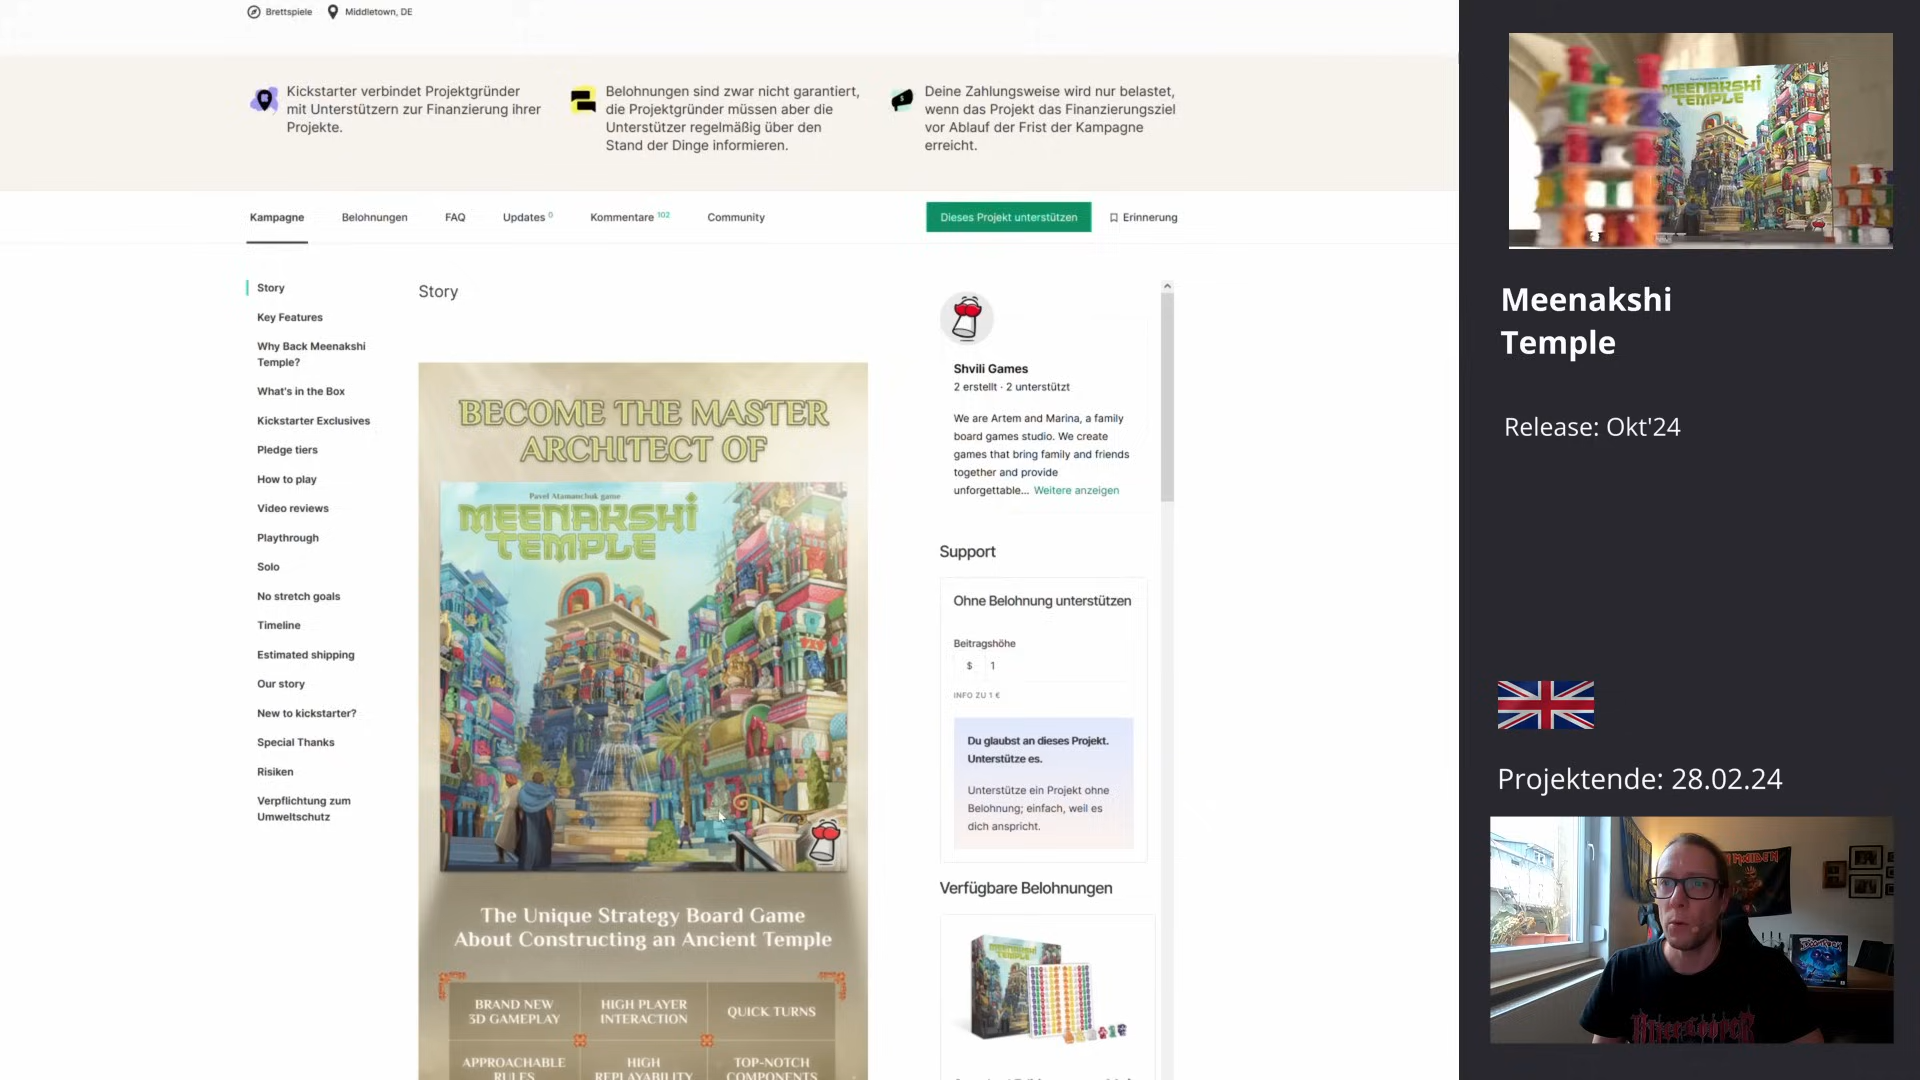 Brettspiele
Middletown, DE
Kickstarter verbindet Projektgründer
mit Unterstützern zur Finanzierung ihrer
Projekte.
Belohnungen sind zwar nicht garantiert,
die Projektgründer müssen aber die
Unterstützer regelmäßig über den
Stand der Dinge informieren.
Deine Zahlungsweise wird nur belastet,
wenn das Projekt das Finanzierungsziel
vor Ablauf der Frist der Kampagne
erreicht.
Kampagne
Belohnungen
FAQ
Updates 0
Kommentare 102
Community
Dieses Projekt unterstützen
Erinnerung
Story
Key Features
Why Back Meenakshi
Temple?
What's in the Box
Kickstarter Exclusives
Pledge tiers
How to play
Video reviews
Playthrough
Solo
No stretch goals
Timeline
Estimated shipping
Our story
New to kickstarter?
Special Thanks
Risiken
Verpflichtung zum
Umweltschutz
Story
BECOME THE MASTER
ARCHITECT OF
Pavel Atamanchuk game
MEENAKSHI
TEMPLE
The Unique Strategy Board Game
About Constructing an Ancient Temple
BRAND NEW
3D GAMEPLAY
HIGH PLAYER
INTERACTION
QUICK TURNS
APPROACHABLE
RULES
HIGH
REPLAYABILITY
TOP-NOTCH
COMPONENTS
Shvili Games
2 erstellt · 2 unterstützt
We are Artem and Marina, a family
board games studio. We create
games that bring family and friends
together and provide
unforgettable... Weitere anzeigen
Support
Ohne Belohnung unterstützen
Beitragshöhe
$ 1
INFO ZU 1 €
Du glaubst an dieses Projekt.
Unterstütze es.
Unterstütze ein Projekt ohne
Belohnung; einfach, weil es
dich anspricht.
Verfügbare Belohnungen
MEENAKSHI
TEMPLE
MEENAKSHI
TEMPLE
Meenakshi
Temple
Release: Okt'24
Projektende: 28.02.24